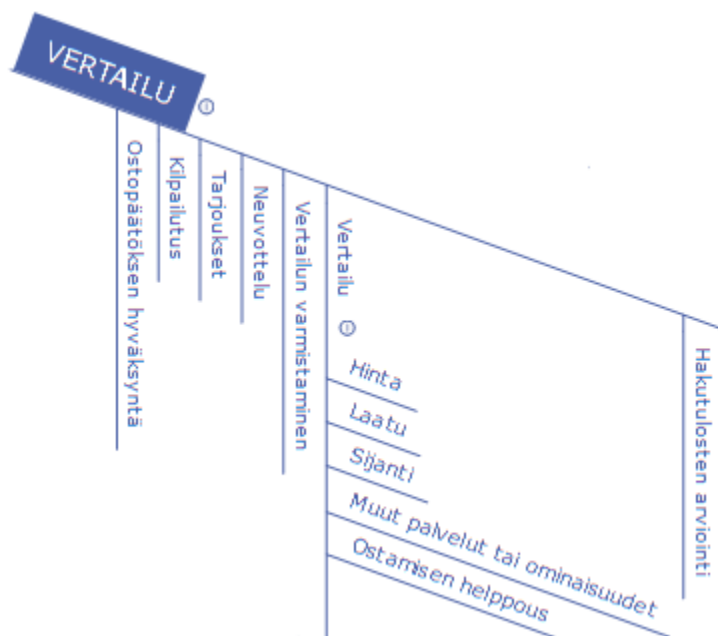 VERTAILU
Ostopäätöksen hyväksyntä
Kilpailutus
Tarjoukset
Neuvottelu
Vertailun varmistaminen
Vertailu
Hinta
Laatu
Sijanti
Muut palvelut tai ominaisuudet
Ostamisen helppous
Hakutulosten arviointi